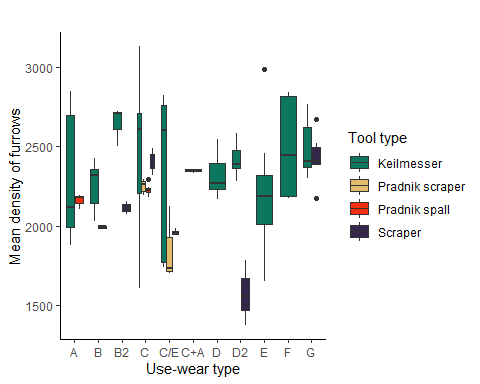 Mean density of furrows
3000
2500
2000
1500
A B B2 C C/E C+A D D2 E F G
Use-wear type
Tool type
Keilmesser
Pradnik scraper
Pradnik spall
Scraper